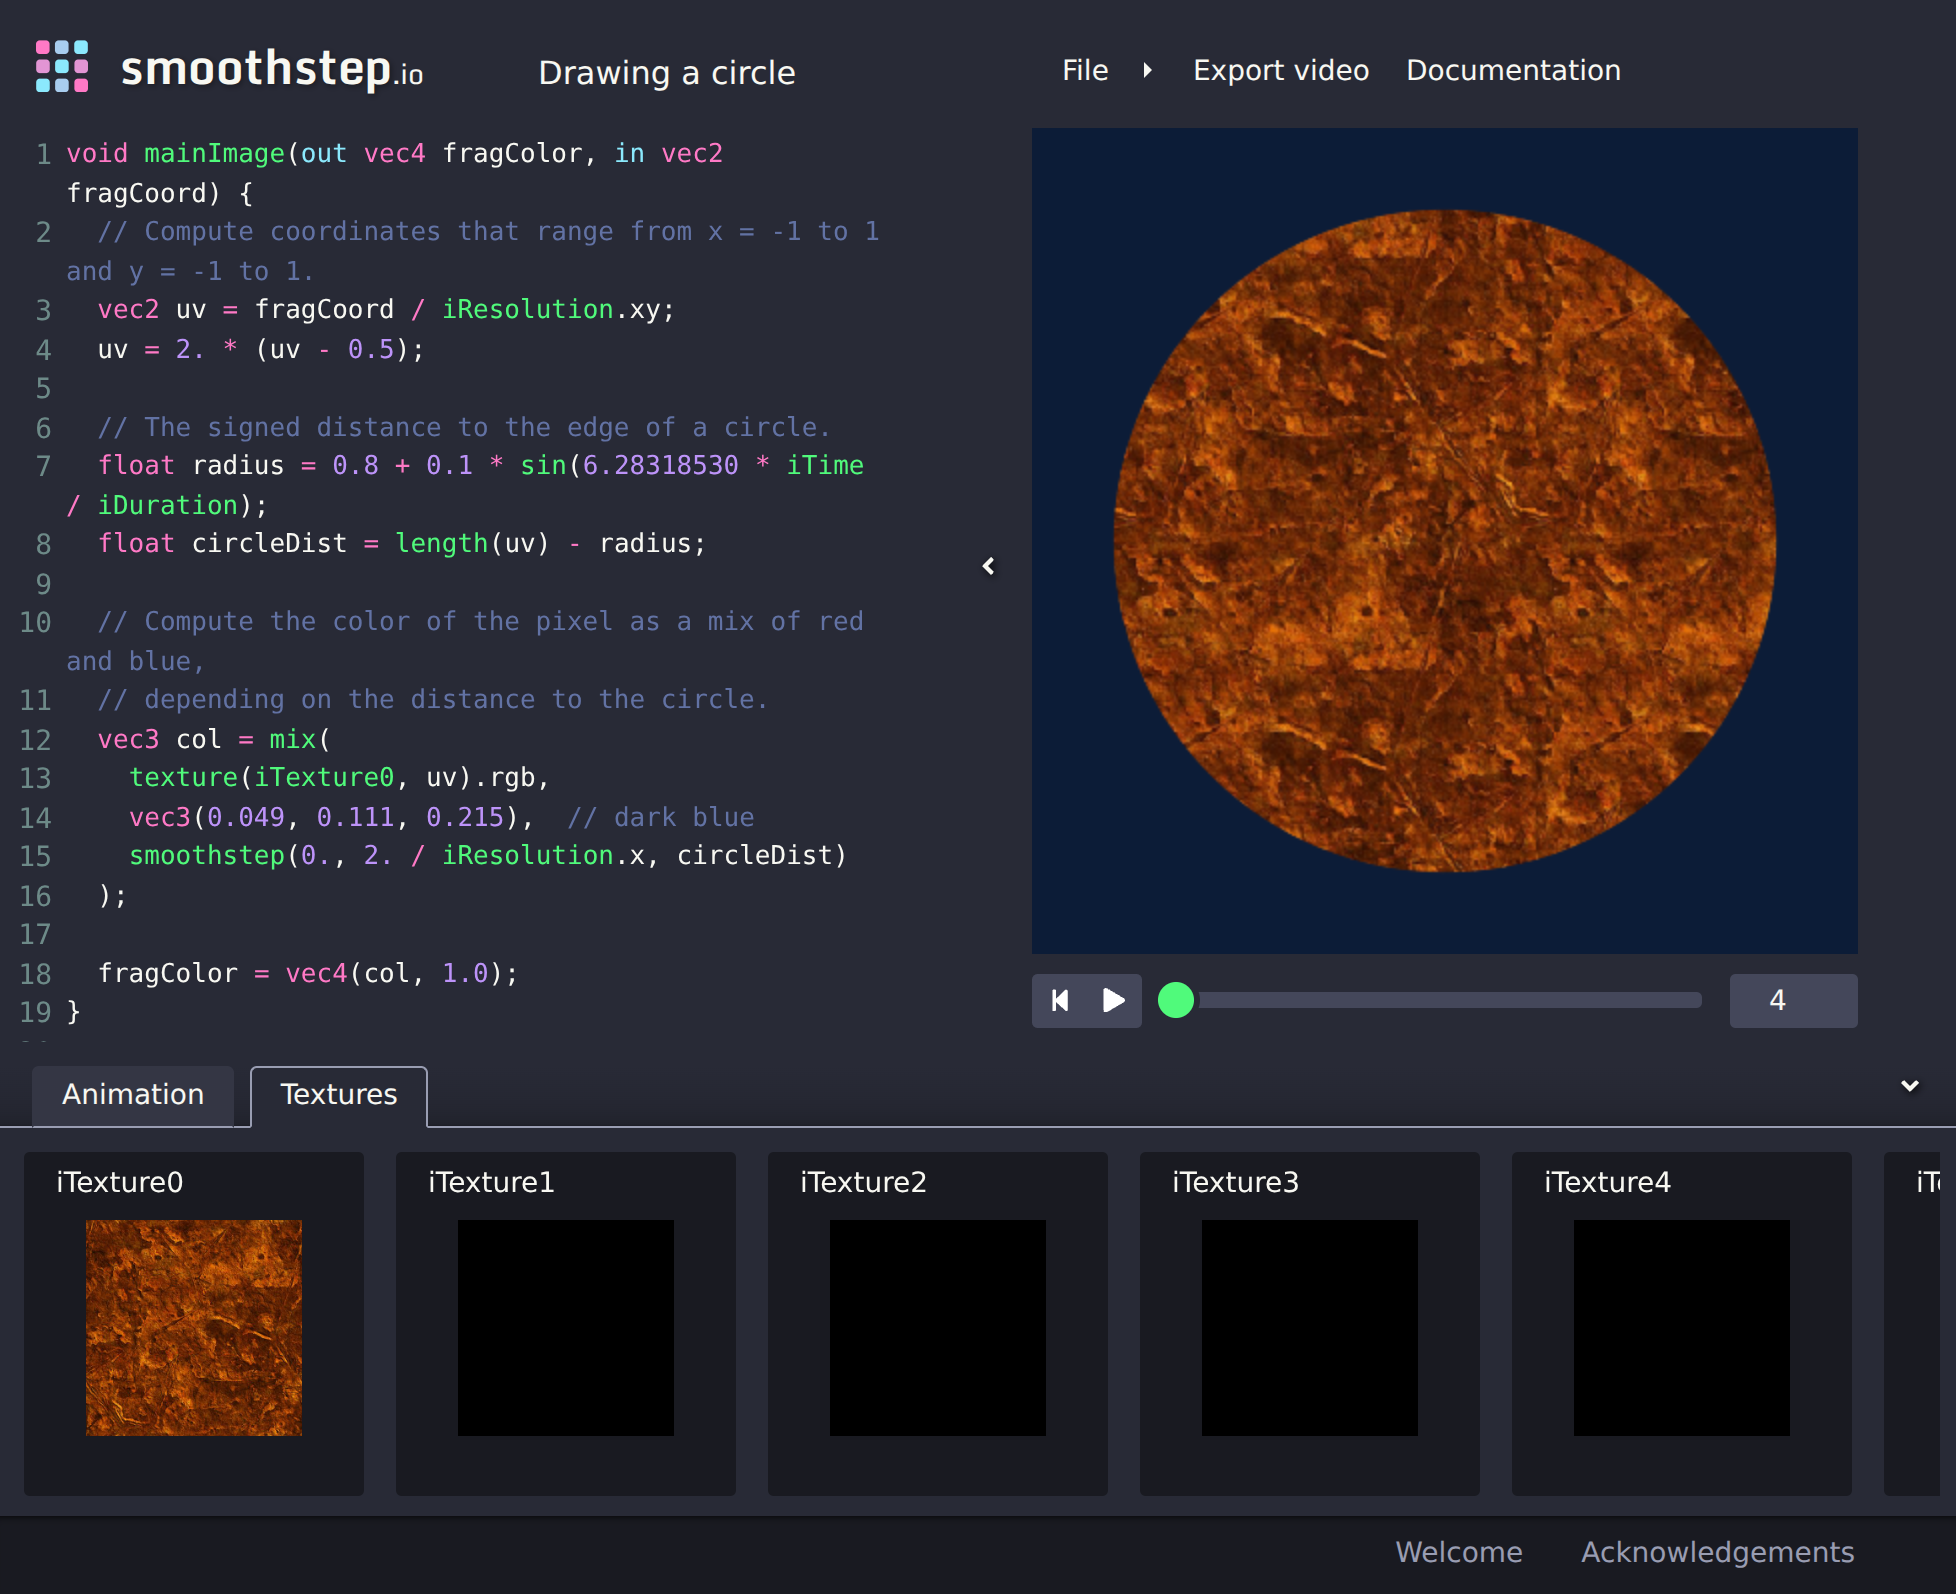 smoothstep.io
Drawing a circle
File
Export video
Documentation
1 void mainImage(out vec4 fragColor, in vec2
fragCoord) {
2   // Compute coordinates that range from x = -1 to 1
and y = -1 to 1.
3   vec2 uv = fragCoord / iResolution.xy;
4   uv = 2. * (uv - 0.5);
5
6   // The signed distance to the edge of a circle.
7   float radius = 0.8 + 0.1 * sin(6.28318530 * iTime
/ iDuration);
8   float circleDist = length(uv) - radius;
9
10   // Compute the color of the pixel as a mix of red
and blue,
11   // depending on the distance to the circle.
12   vec3 col = mix(
13     texture(iTexture0, uv).rgb,
14     vec3(0.049, 0.111, 0.215),  // dark blue
15     smoothstep(0., 2. / iResolution.x, circleDist)
16   );
17
18   fragColor = vec4(col, 1.0);
19 }
4
Animation
Textures
iTexture0
iTexture1
iTexture2
iTexture3
iTexture4
Welcome
Acknowledgements